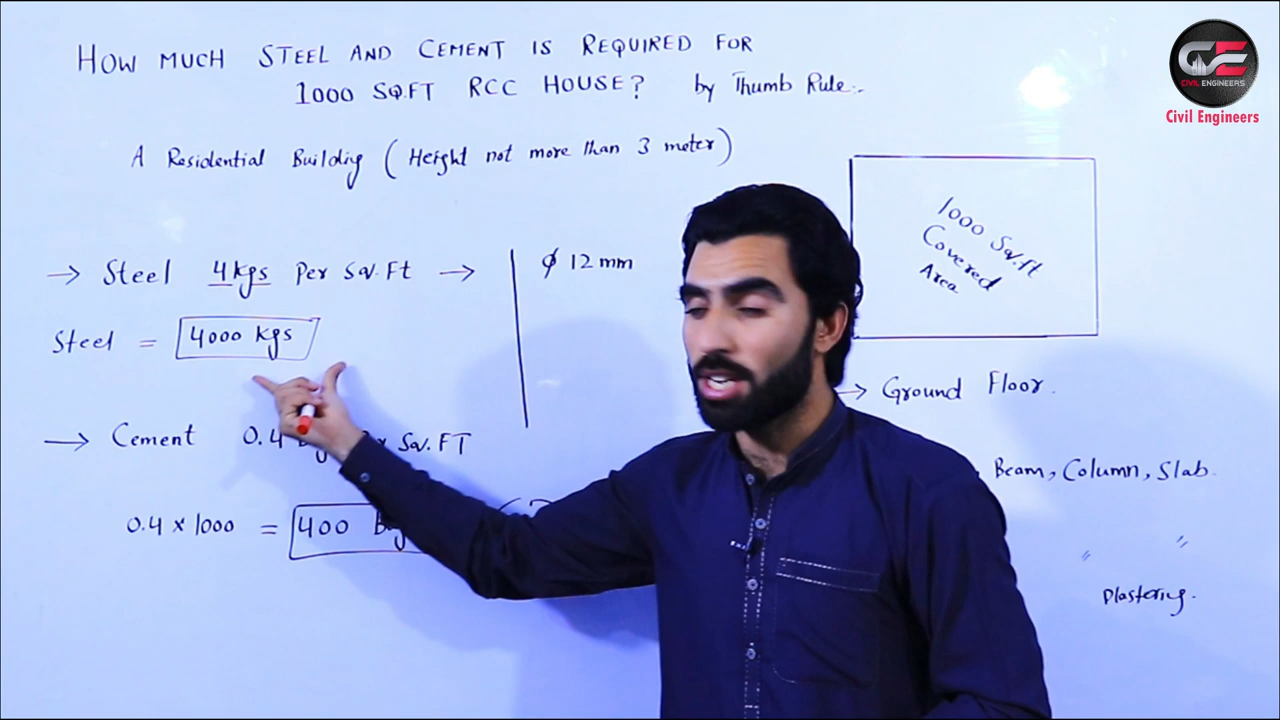 HOW MUCH STEEL AND CEMENT IS REQUIRED FOR
1000 SQ.FT RCC HOUSE? by Thumb Rule:-
A Residential Building (Height not more than 3 meter)
→ Steel 4kgs Per Sq.Ft →
Steel = 4000 kgs
→ Cement 0.4 Sq.FT
0.4 x 1000 = 400
ϕ 12 mm
1000 Sq.ft
Covered
Area
→ Ground Floor.
Beam, Column, Slab.
" "
Plastering.
CE
CIVIL ENGINEERS
Civil Engineers